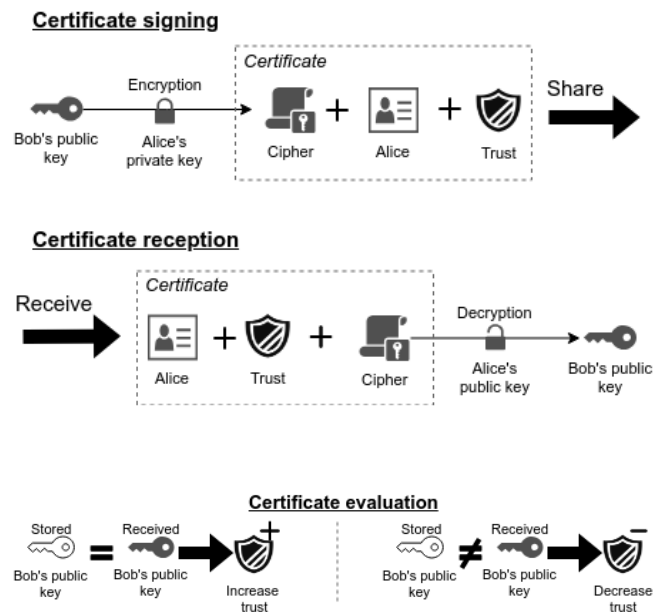 Certificate signing
Certificate
Encryption
Share
Bob's public
key
Alice's
private key
+
+
Cipher
Alice
Trust
Certificate reception
Certificate
Receive
Decryption
+
+
Alice
Trust
Cipher
Alice's
public key
Bob's public
key
Certificate evaluation
Stored
=
Received
+
Bob's public
key
Bob's public
key
Increase
trust
Stored
≠
Received
−
Bob's public
key
Bob's public
key
Decrease
trust